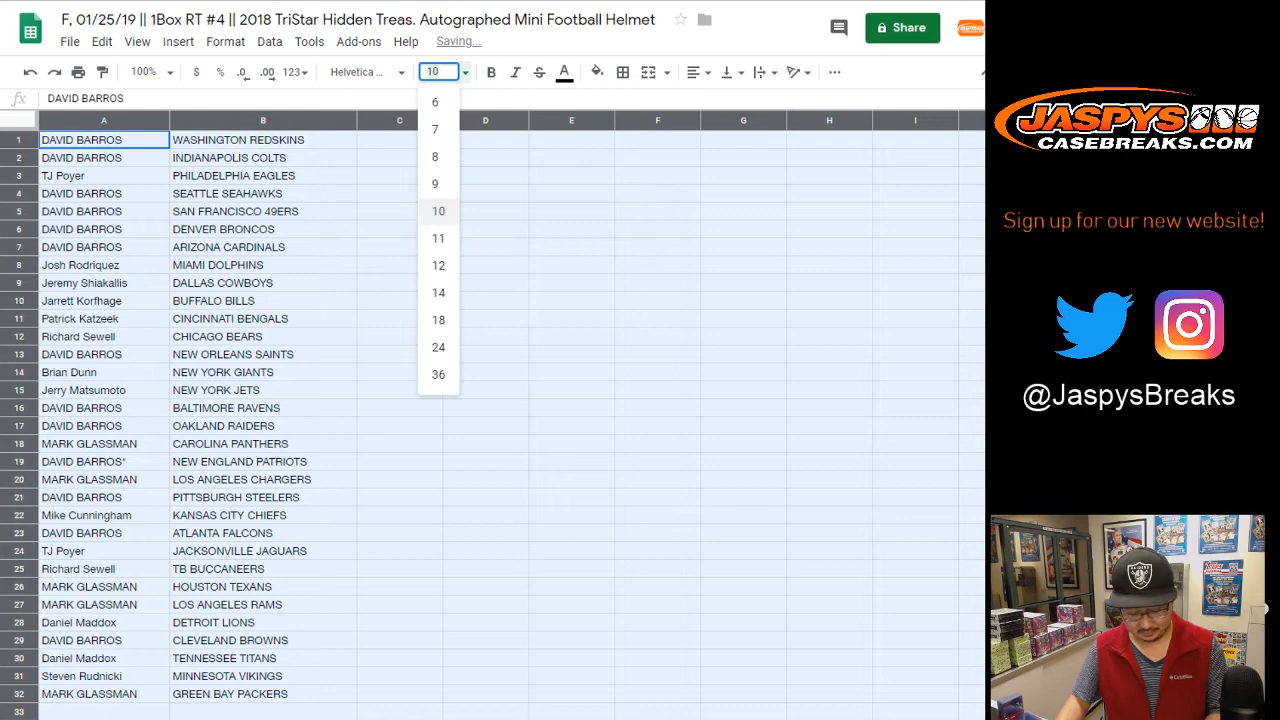 F, 01/25/19 || 1Box RT #4 || 2018 TriStar Hidden Treas. Autographed Mini Football Helmet
File Edit View Insert Format Data Tools Add-ons Help Saving...
Share
100% $ % .0 .00 123 Helvetica ... 10 B I S A
fx DAVID BARROS
A B C D E F G H I
1 DAVID BARROS WASHINGTON REDSKINS
2 DAVID BARROS INDIANAPOLIS COLTS
3 TJ Poyer PHILADELPHIA EAGLES
4 DAVID BARROS SEATTLE SEAHAWKS
5 DAVID BARROS SAN FRANCISCO 49ERS
6 DAVID BARROS DENVER BRONCOS
7 DAVID BARROS ARIZONA CARDINALS
8 Josh Rodriquez MIAMI DOLPHINS
9 Jeremy Shiakallis DALLAS COWBOYS
10 Jarrett Korfhage BUFFALO BILLS
11 Patrick Katzeek CINCINNATI BENGALS
12 Richard Sewell CHICAGO BEARS
13 DAVID BARROS NEW ORLEANS SAINTS
14 Brian Dunn NEW YORK GIANTS
15 Jerry Matsumoto NEW YORK JETS
16 DAVID BARROS BALTIMORE RAVENS
17 DAVID BARROS OAKLAND RAIDERS
18 MARK GLASSMAN CAROLINA PANTHERS
19 DAVID BARROS* NEW ENGLAND PATRIOTS
20 MARK GLASSMAN LOS ANGELES CHARGERS
21 DAVID BARROS PITTSBURGH STEELERS
22 Mike Cunningham KANSAS CITY CHIEFS
23 DAVID BARROS ATLANTA FALCONS
24 TJ Poyer JACKSONVILLE JAGUARS
25 Richard Sewell TB BUCCANEERS
26 MARK GLASSMAN HOUSTON TEXANS
27 MARK GLASSMAN LOS ANGELES RAMS
28 Daniel Maddox DETROIT LIONS
29 DAVID BARROS CLEVELAND BROWNS
30 Daniel Maddox TENNESSEE TITANS
31 Steven Rudnicki MINNESOTA VIKINGS
32 MARK GLASSMAN GREEN BAY PACKERS
33
6
7
8
9
10
11
12
14
18
24
36
JASPYS
CASEBREAKS.COM
Sign up for our new website!
@JaspysBreaks
RAIDERS
Columbia